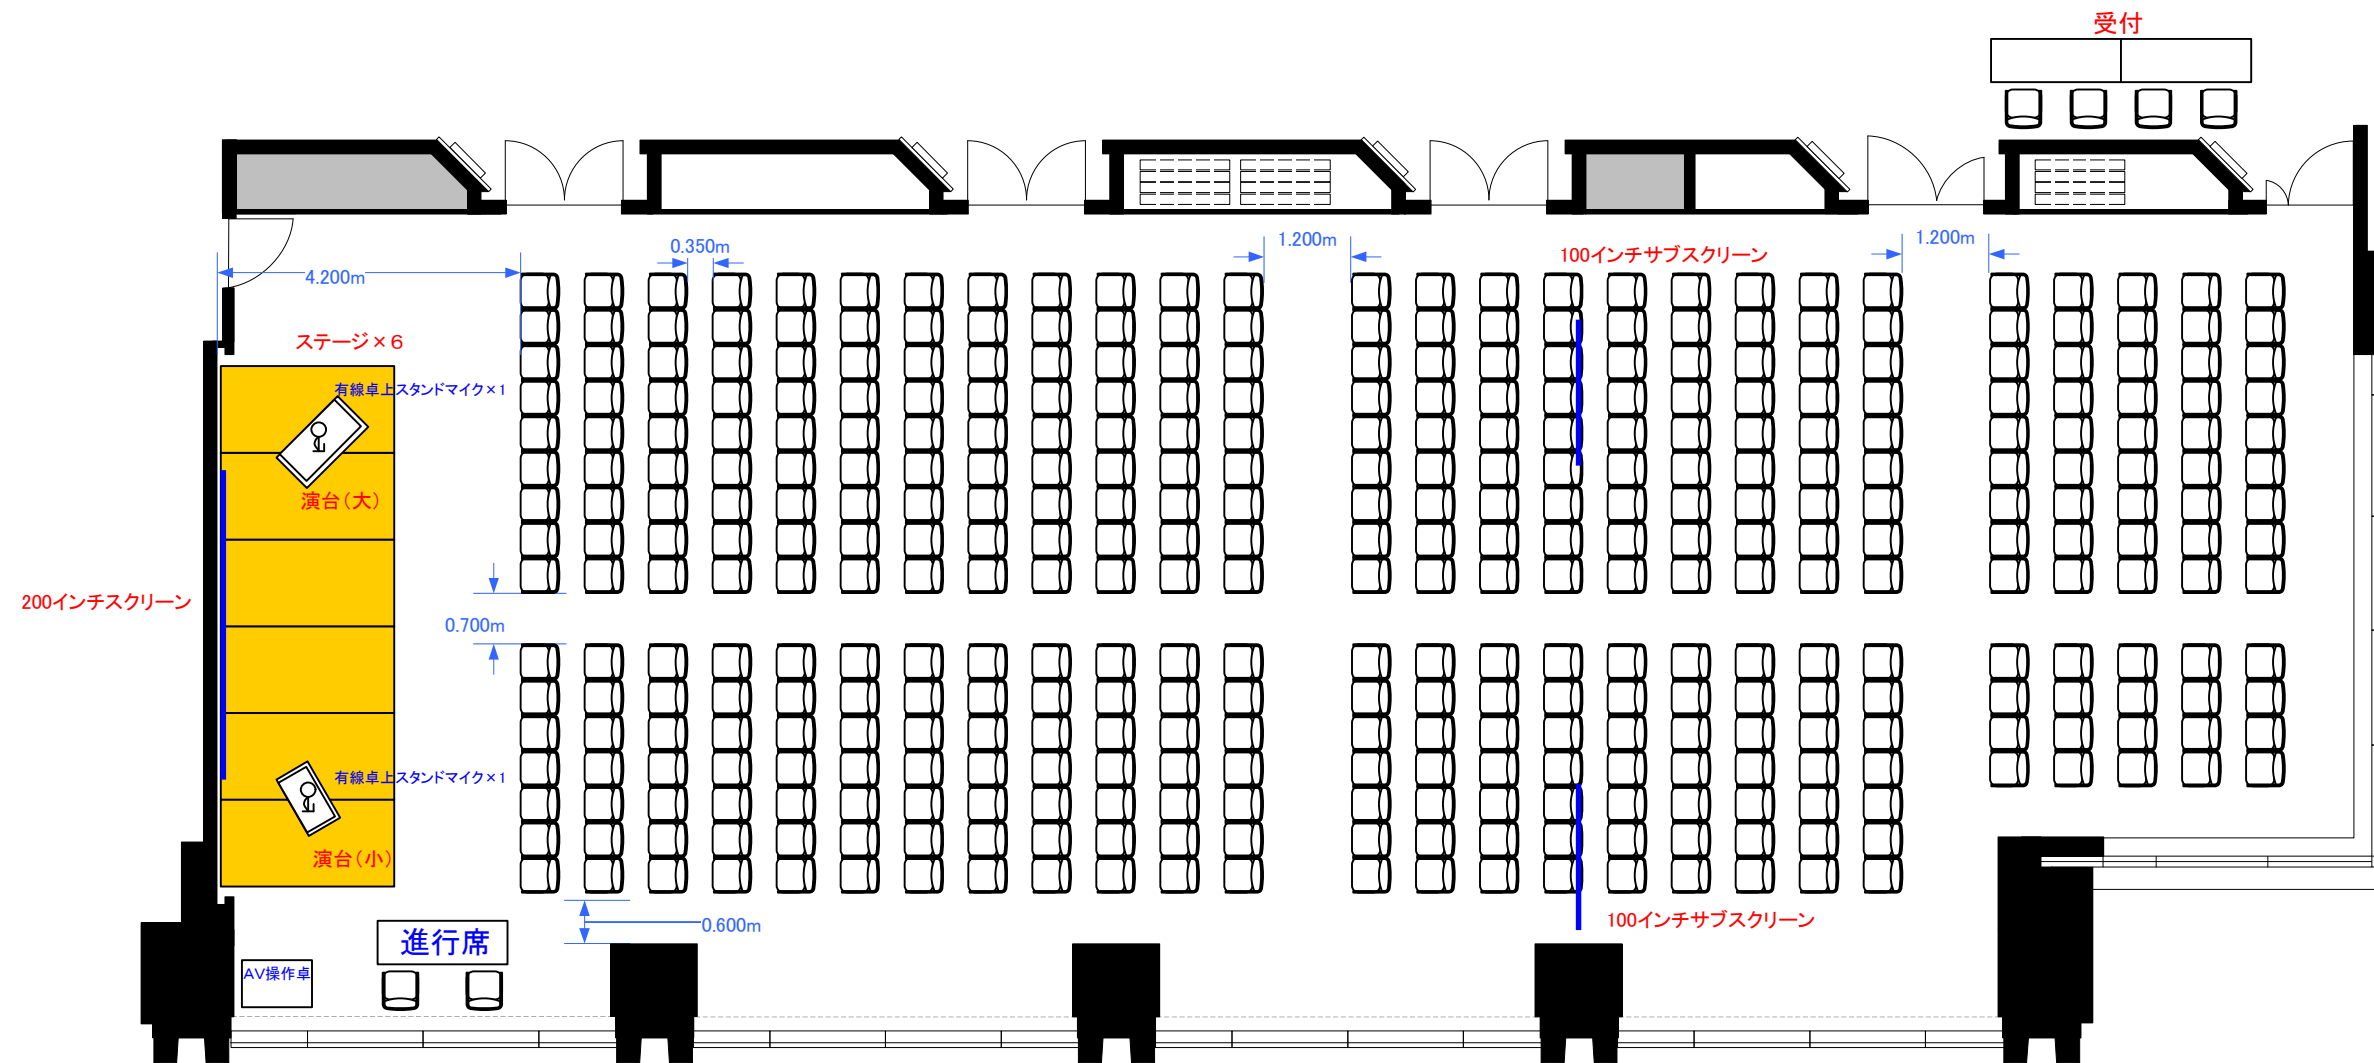 受付
0.350m
1.200m
1.200m
100インチサブスクリーン
4.200m
ステージ×６
有線卓上スタンドマイク×1
演台（大）
200インチスクリーン
0.700m
有線卓上スタンドマイク×1
演台（小）
0.600m
100インチサブスクリーン
進行席
AV操作卓